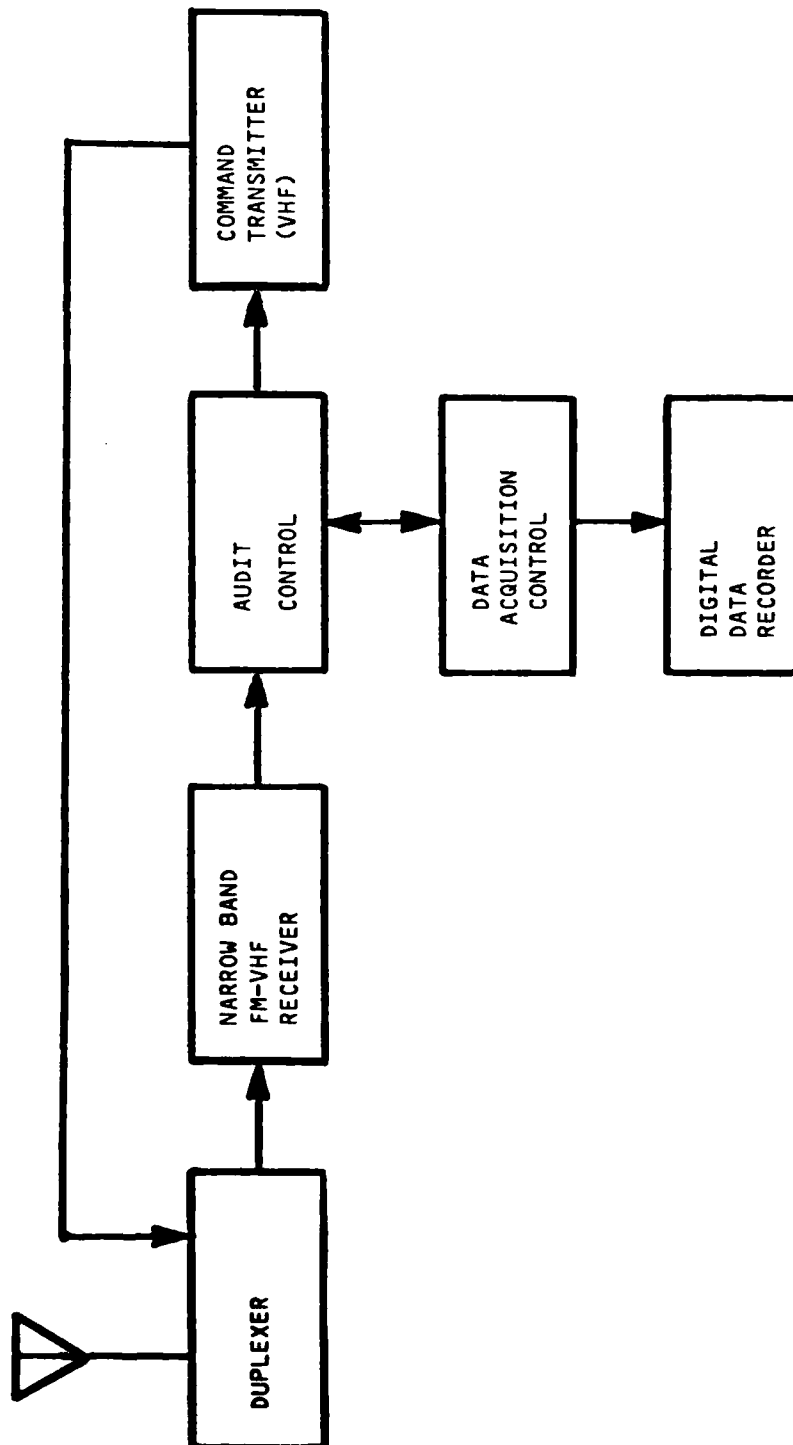 DUPLEXER
NARROW BAND
FM-VHF
RECEIVER
AUDIT
CONTROL
COMMAND
TRANSMITTER
(VHF)
DATA
ACQUISITION
CONTROL
DIGITAL
DATA
RECORDER